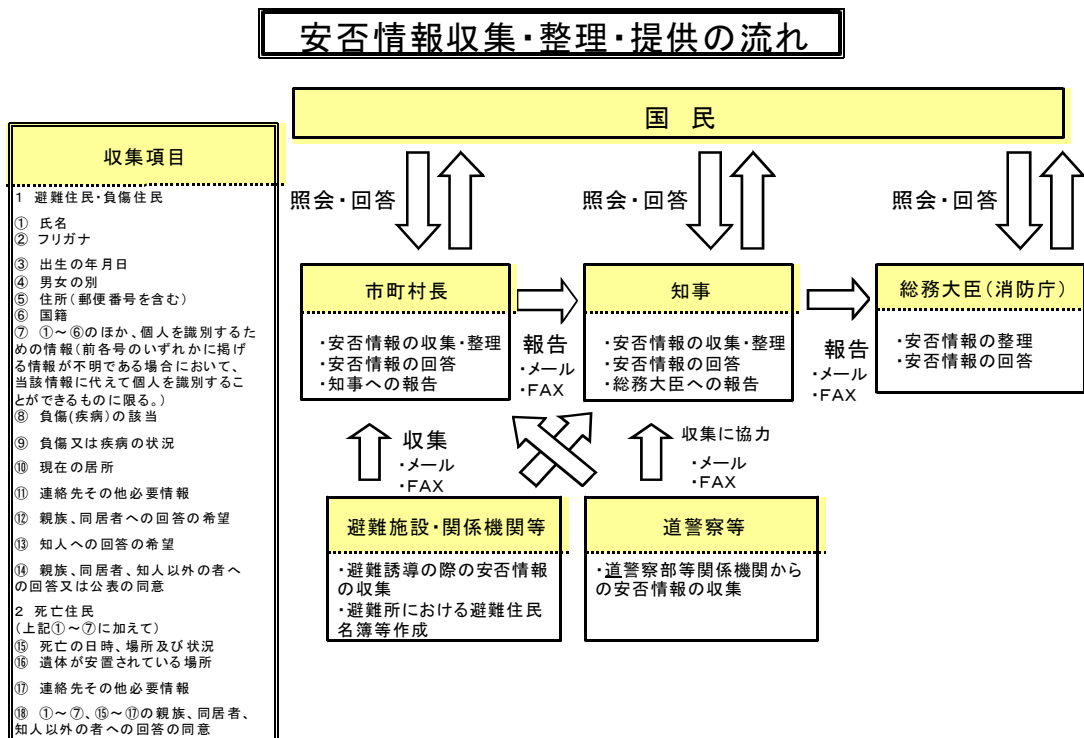 安否情報収集・整理・提供の流れ
国 民
収集項目
1 避難住民・負傷住民
① 氏名
② フリガナ
③ 出生の年月日
④ 男女の別
⑤ 住所(郵便番号を含む)
⑥ 国籍
⑦ ①~⑥のほか、個人を識別するた
めの情報(前各号のいずれかに掲げ
る情報が不明である場合において、
当該情報に代えて個人を識別するこ
とができるものに限る。)
⑧ 負傷(疾病)の該当
⑨ 負傷又は疾病の状況
⑩ 現在の居所
⑪ 連絡先その他必要情報
⑫ 親族、同居者への回答の希望
⑬ 知人への回答の希望
⑭ 親族、同居者、知人以外の者へ
の回答又は公表の同意
2 死亡住民
(上記①~⑦に加えて)
⑮ 死亡の日時、場所及び状況
⑯ 遺体が安置されている場所
⑰ 連絡先その他必要情報
⑱ ①~⑦、⑮~⑰の親族、同居者、
知人以外の者への回答の同意
照会・回答
照会・回答
照会・回答
市町村長
・安否情報の収集・整理
・安否情報の回答
・知事への報告
報告
・メール
・FAX
知事
・安否情報の収集・整理
・安否情報の回答
・総務大臣への報告
報告
・メール
・FAX
総務大臣(消防庁)
・安否情報の整理
・安否情報の回答
収集
・メール
・FAX
収集に協力
・メール
・FAX
避難施設・関係機関等
・避難誘導の際の安否情報
の収集
・避難所における避難住民
名簿等作成
道警察等
・道警察部等関係機関から
の安否情報の収集